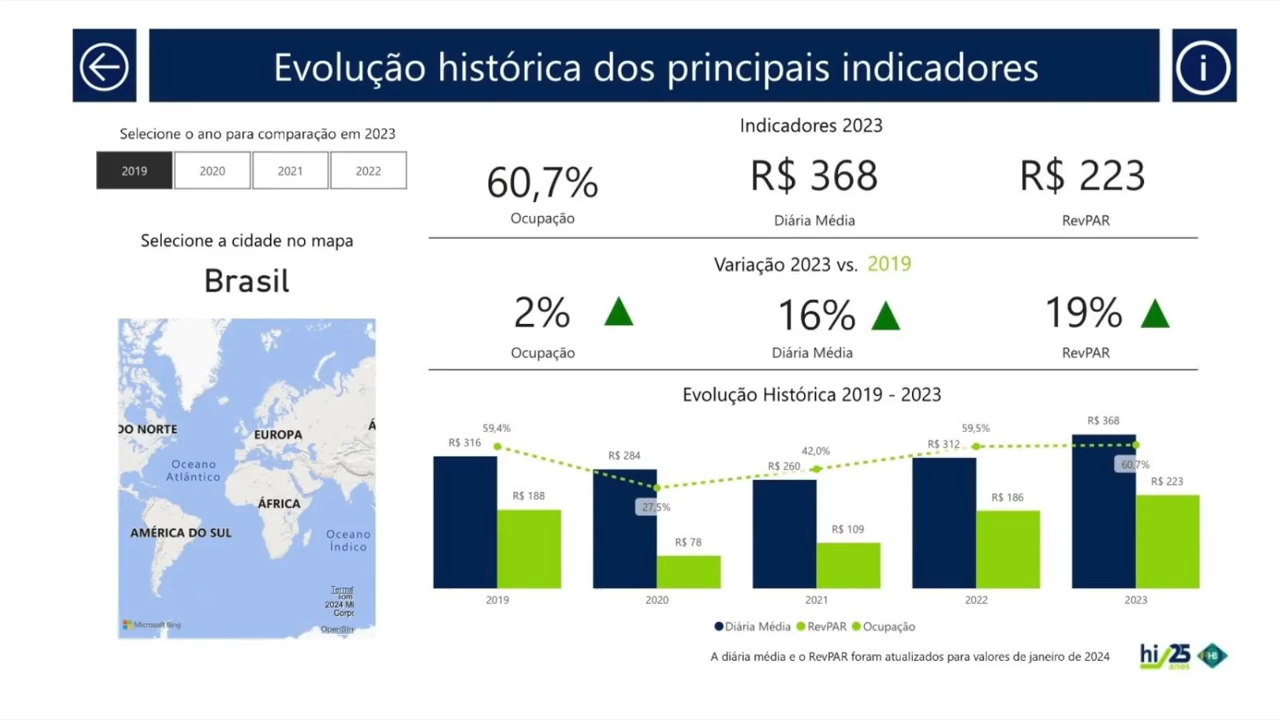 Evolução histórica dos principais indicadores
i
Selecione o ano para comparação em 2023
2019 2020 2021 2022
Selecione a cidade no mapa
Brasil
DO NORTE
EUROPA
Á
Oceano
Atlântico
ÁFRICA
AMÉRICA DO SUL
Oceano
Índico
2024 Mi
Corpo
Microsoft Bing
OpenStre
Indicadores 2023
60,7% R$ 368 R$ 223
Ocupação Diária Média RevPAR
Variação 2023 vs. 2019
2% 16% 19%
Ocupação Diária Média RevPAR
Evolução Histórica 2019 - 2023
R$ 316 59,4% R$ 188
R$ 284 27,5% R$ 78
R$ 260 42,0% R$ 109
R$ 312 59,5% R$ 186
R$ 368 60,7% R$ 223
2019 2020 2021 2022 2023
Diária Média RevPAR Ocupação
A diária média e o RevPAR foram atualizados para valores de janeiro de 2024
hi/25
anos